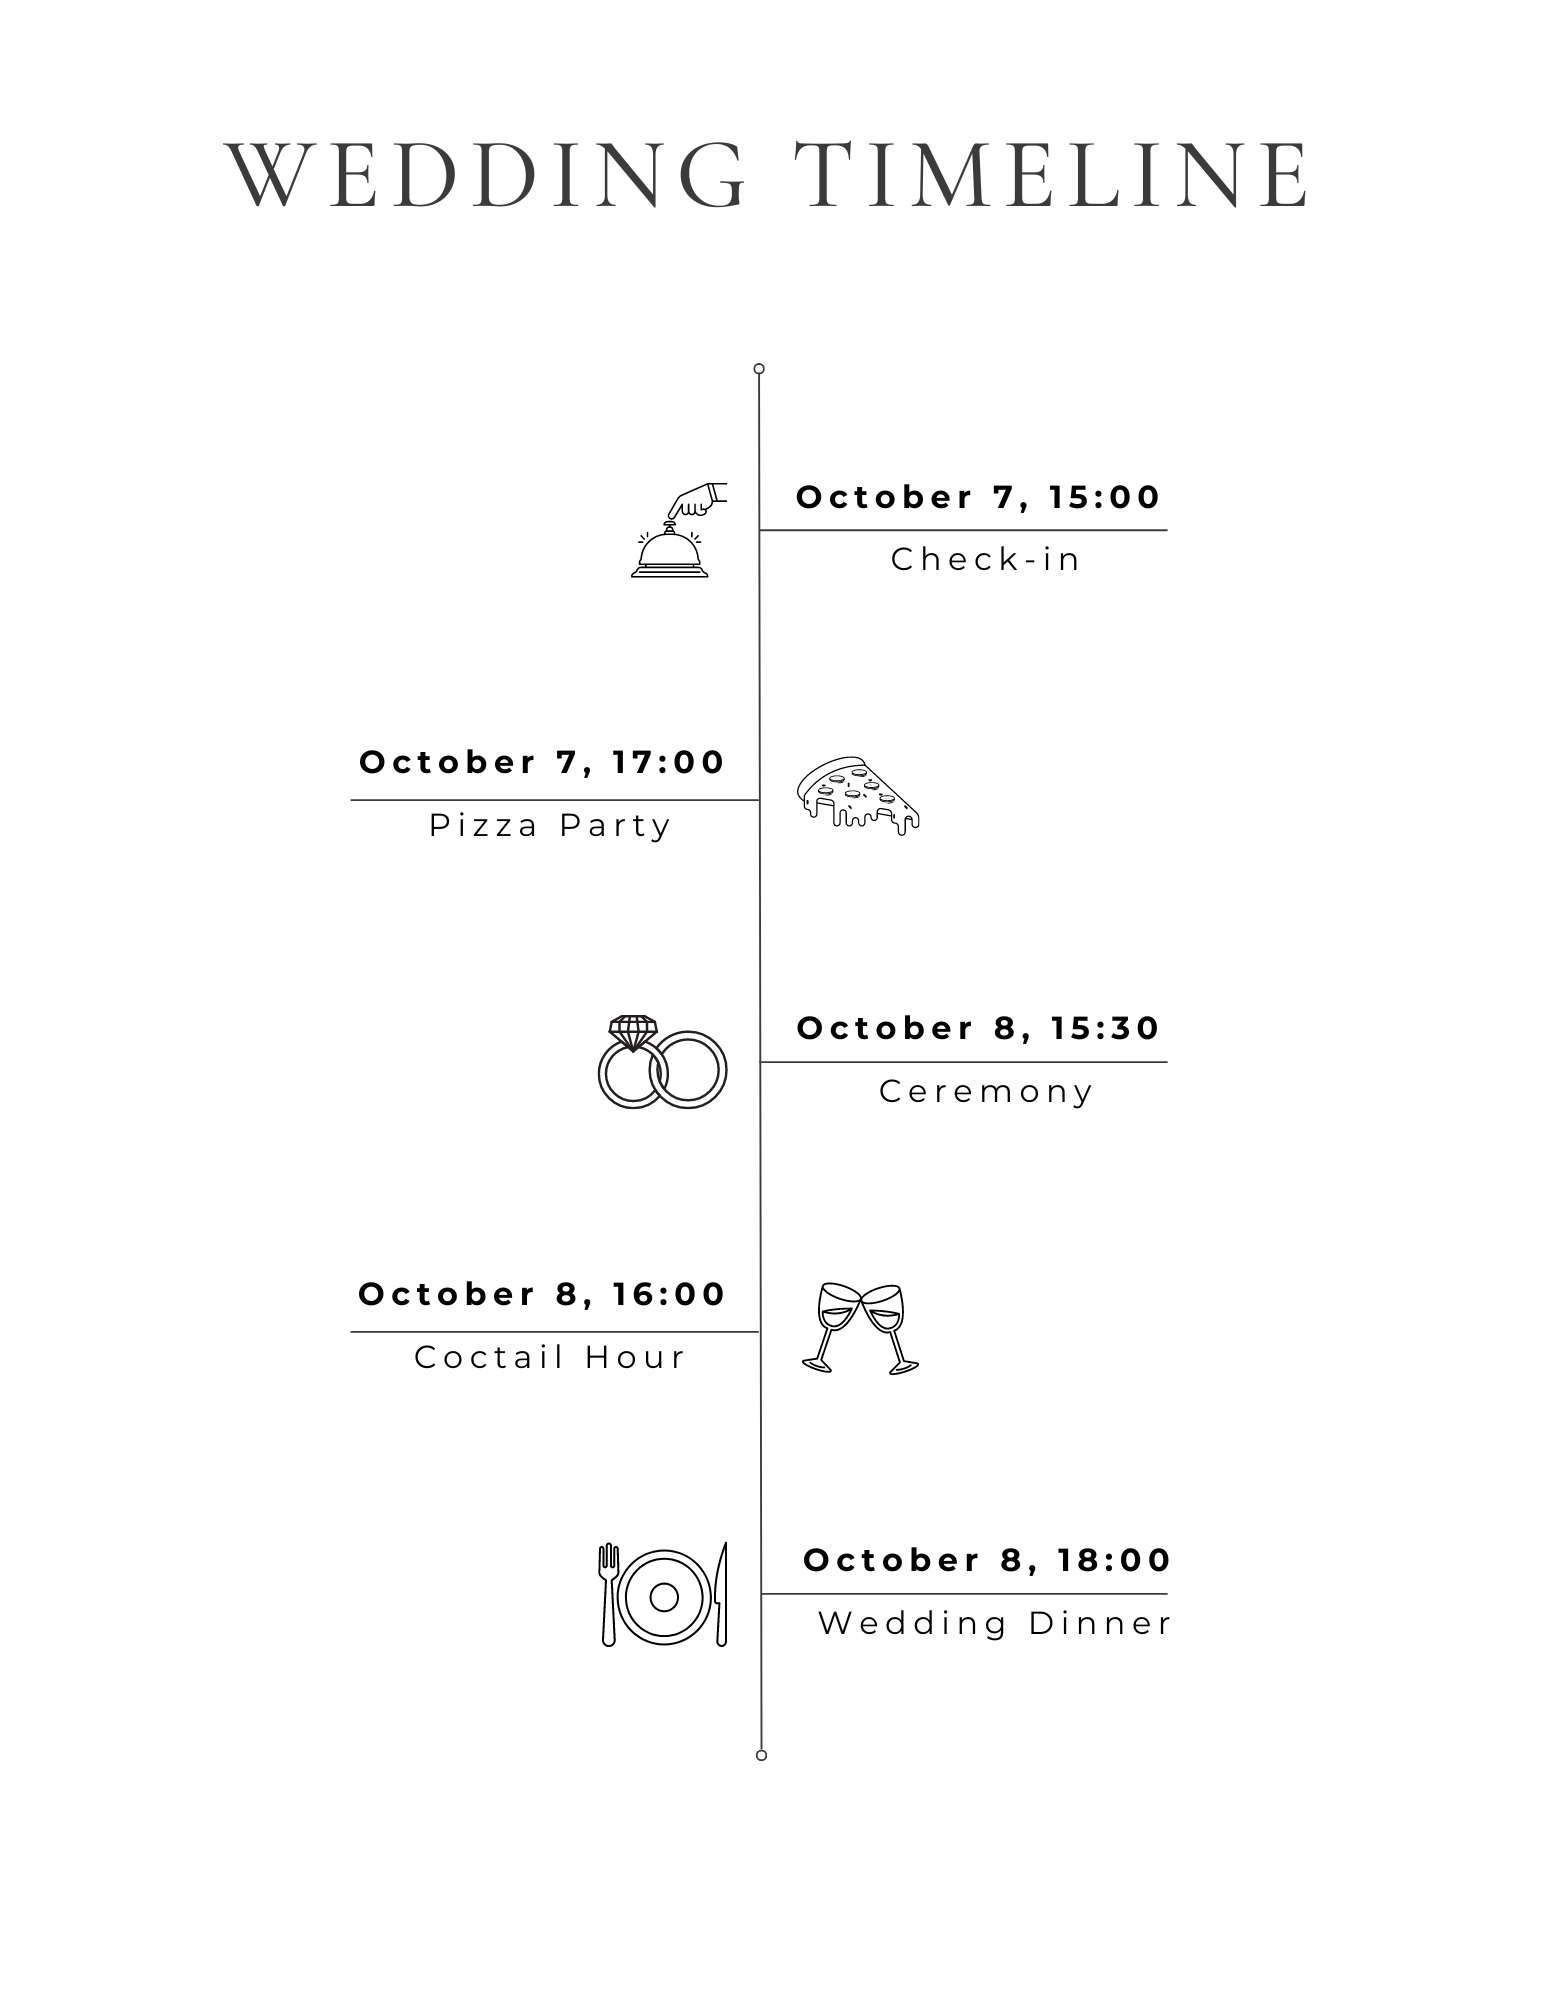 WEDDING TIMELINE
October 7, 15:00
Check-in
October 7, 17:00
Pizza Party
October 8, 15:30
Ceremony
October 8, 16:00
Coctail Hour
October 8, 18:00
Wedding Dinner